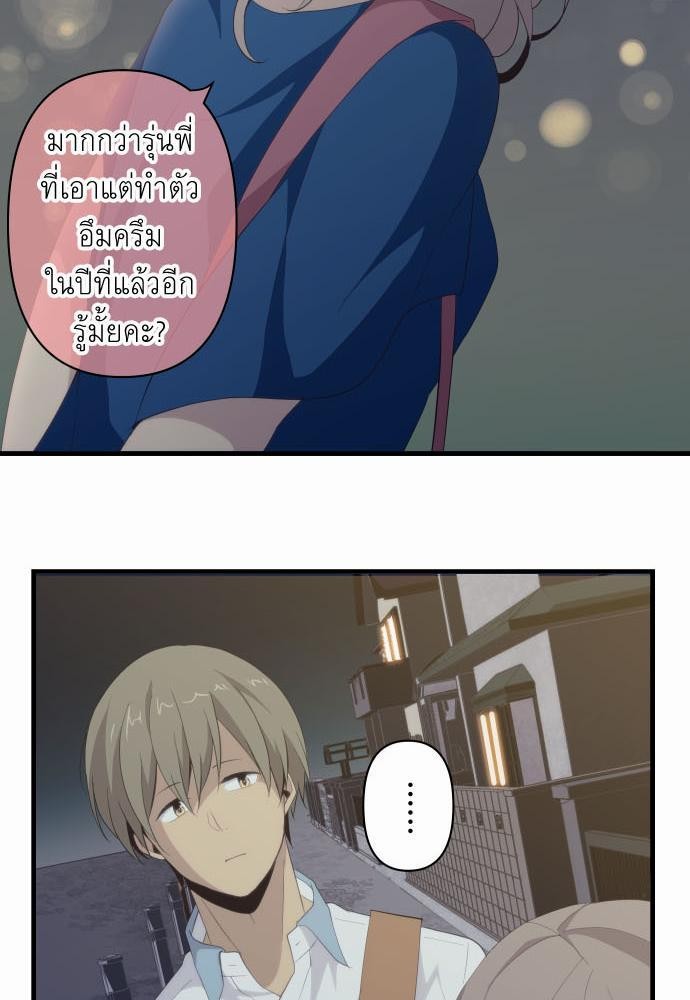 มากกว่ารุ่นพี่
ที่เอาแต่ทำตัว
อึมครึม
ในปีที่แล้วอีก
รู้มั้ยคะ?
......